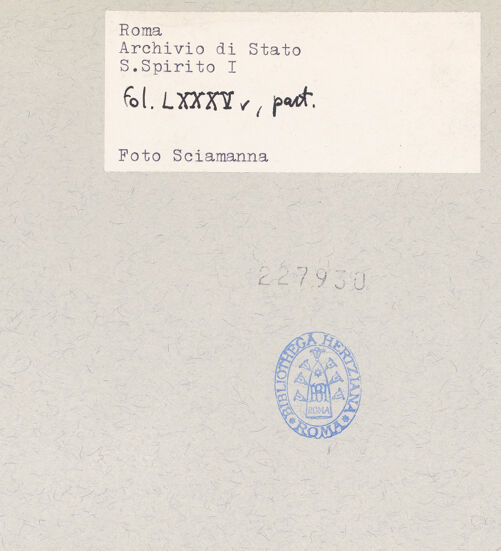 Roma
Archivio di Stato
S.Spirito I
fol. LXXXV v, part.
Foto Sciamanna
227930
BIBLIOTHECA HERTZIANA
ROMA
ROMA